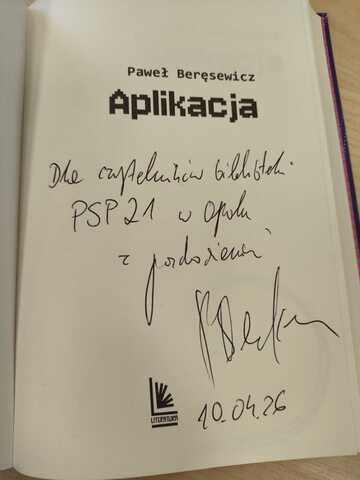 Paweł Beręsewicz
Aplikacja
Dla czytelników biblioteki
PSP 21 w Opolu
z pozdrowieniami
LITERATURA
10.04.26